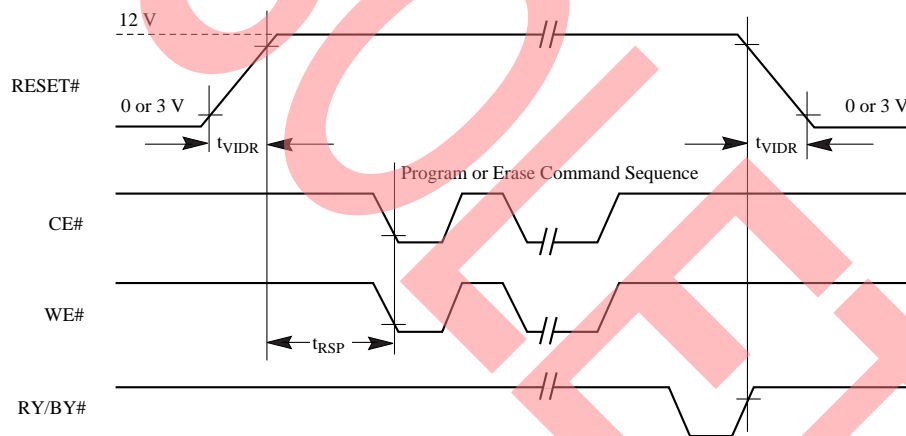 12 V
RESET#
0 or 3 V
0 or 3 V
tVIDR
tVIDR
Program or Erase Command Sequence
CE#
WE#
tRSP
RY/BY#